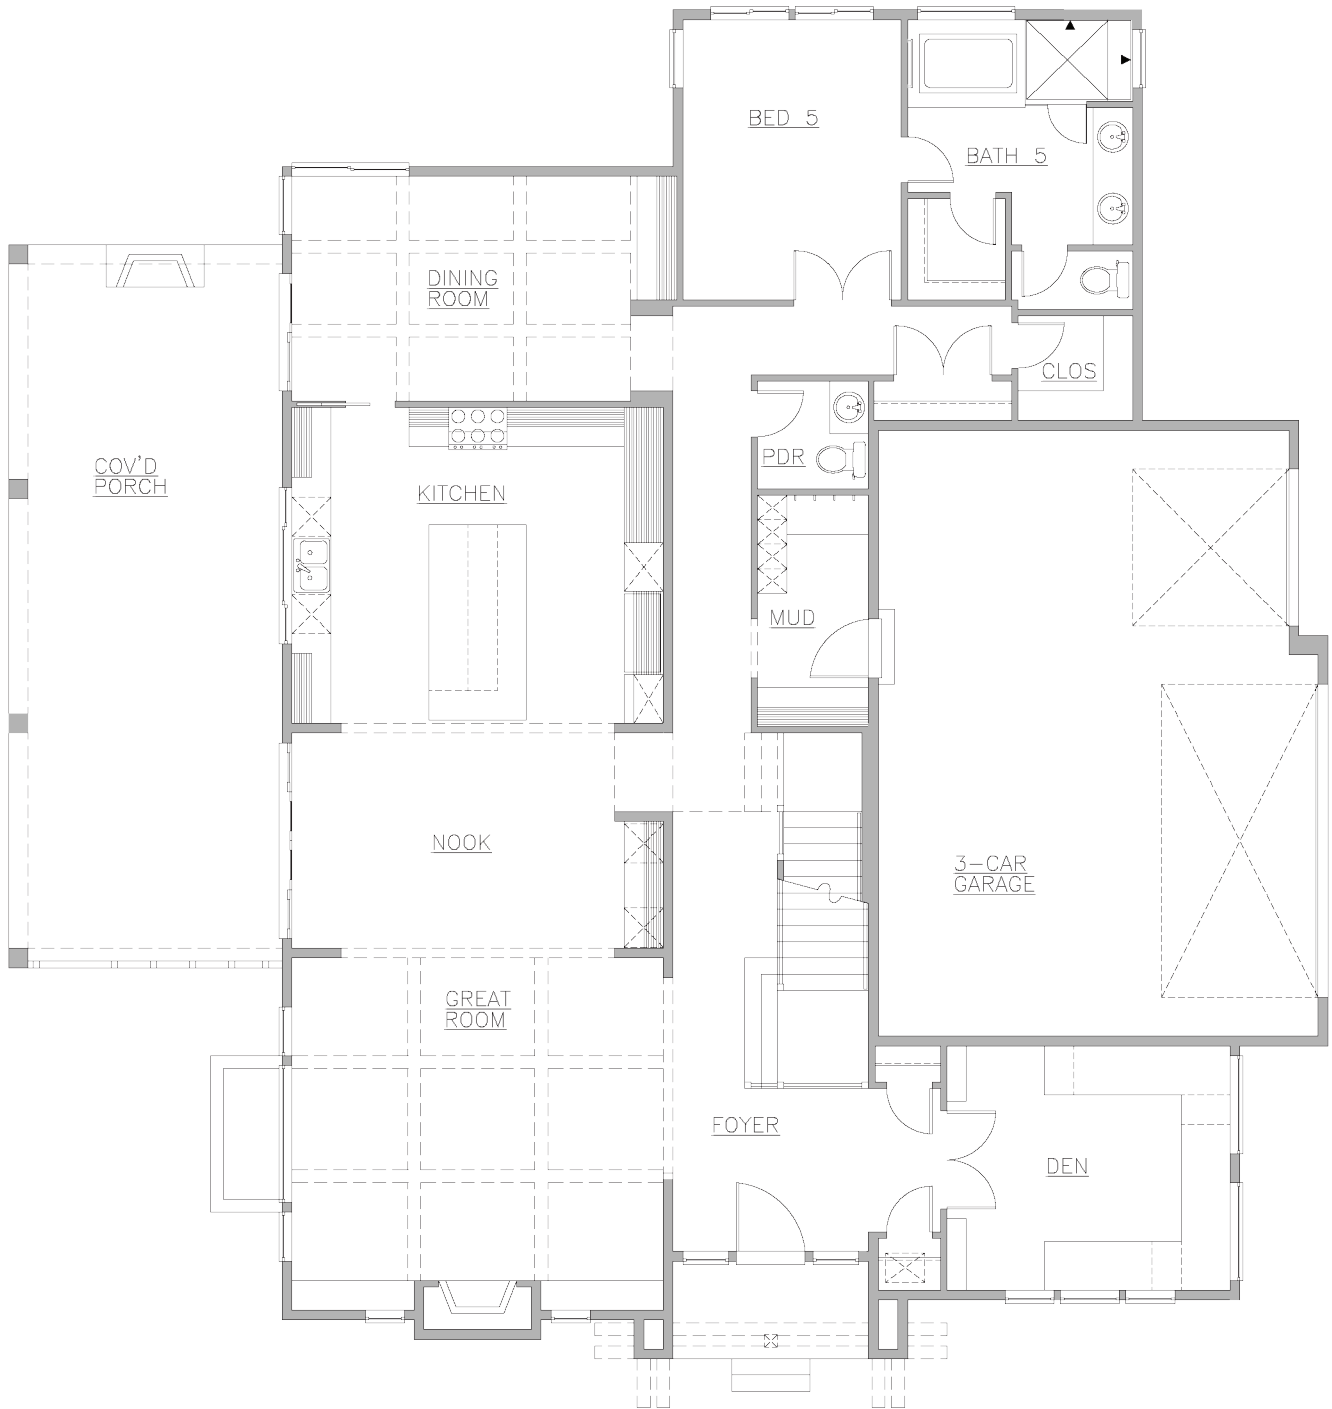 BED 5
BATH 5
DINING
ROOM
CLOS
COV'D
PORCH
KITCHEN
PDR
MUD
NOOK
3-CAR
GARAGE
GREAT
ROOM
FOYER
DEN